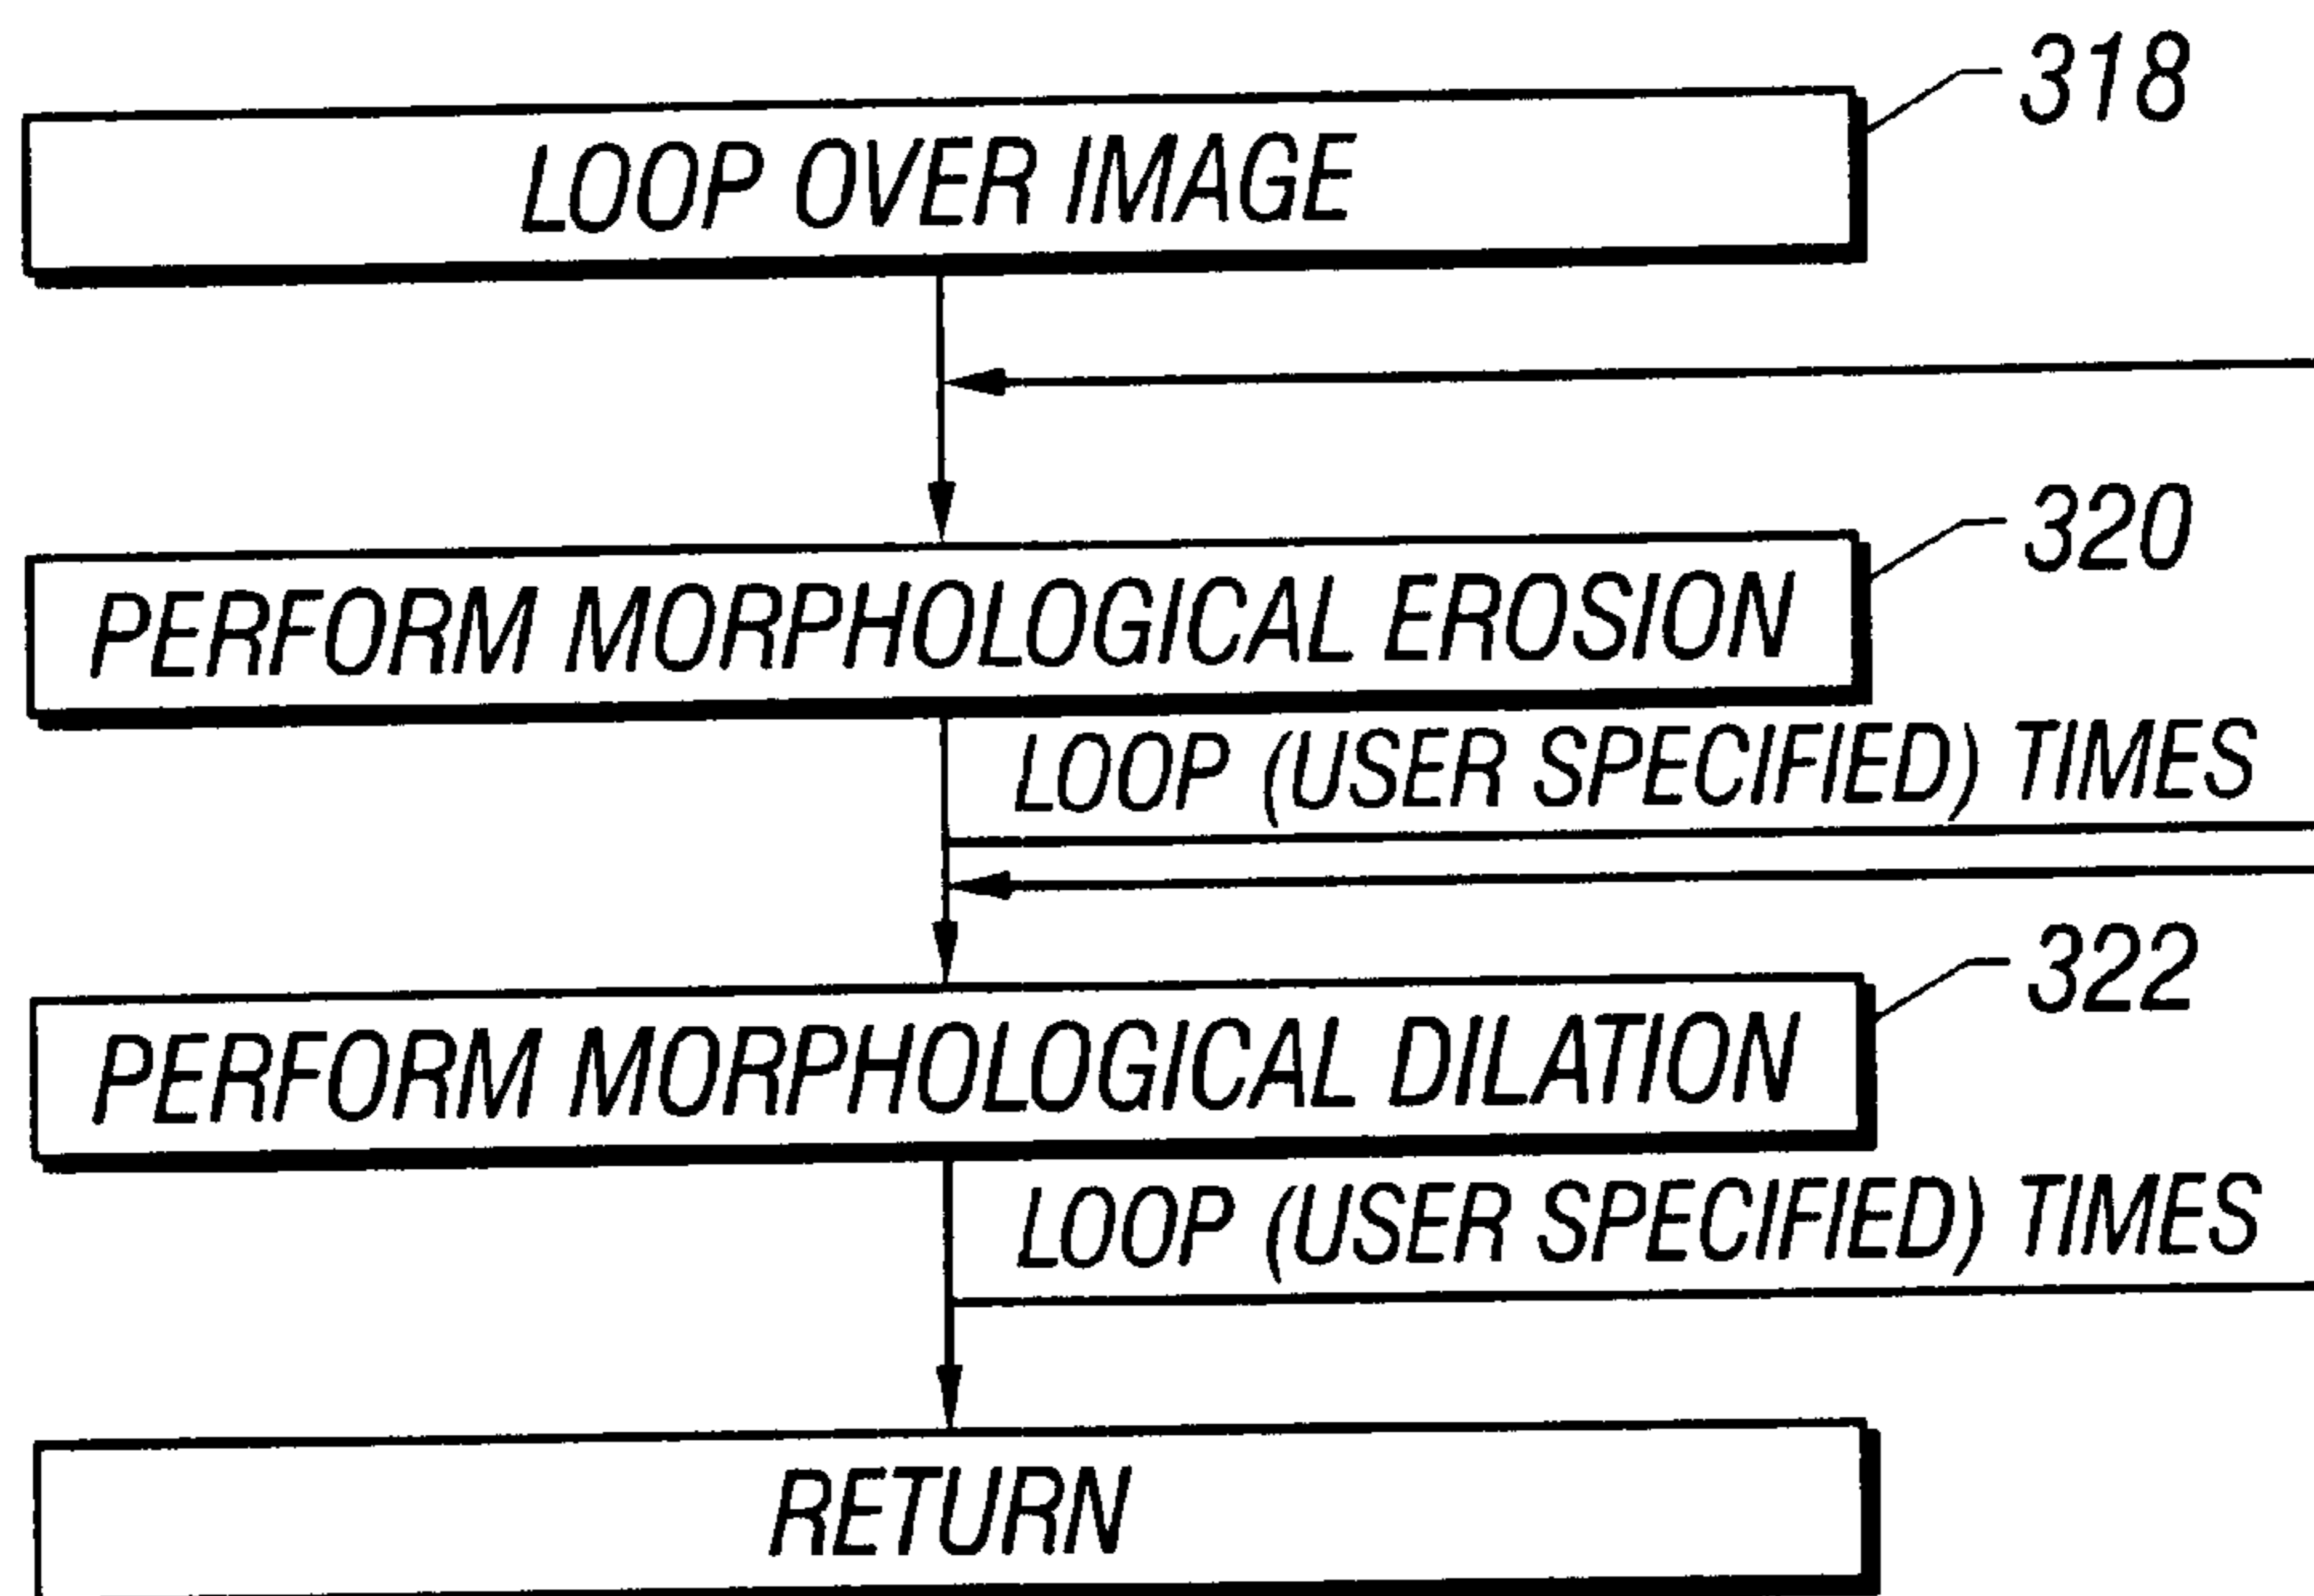 318
LOOP OVER IMAGE
320
PERFORM MORPHOLOGICAL EROSION
LOOP (USER SPECIFIED) TIMES
322
PERFORM MORPHOLOGICAL DILATION
LOOP (USER SPECIFIED) TIMES
RETURN